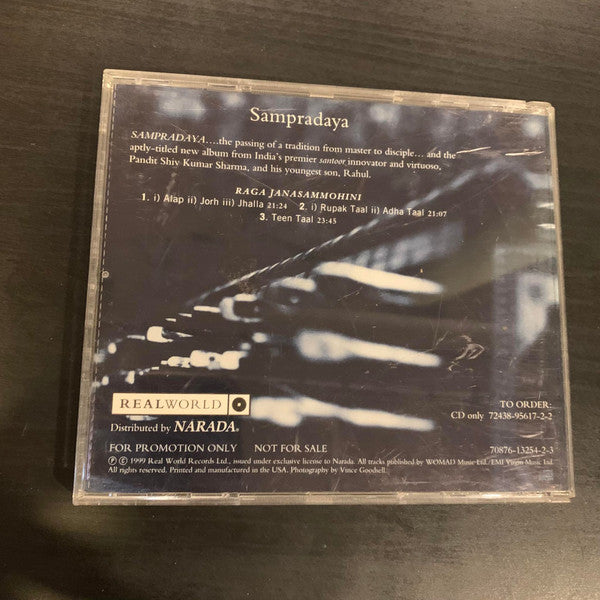 Sampradaya
SAMPRADAYA....the passing of a tradition from master to disciple... and the
aptly-titled new album from India's premier santoor innovator and virtuoso,
Pandit Shiv Kumar Sharma, and his youngest son, Rahul.
RAGA JANASAMMOHINI
1. i) Alap ii) Jorh iii) Jhalla 21:24 2. i) Rupak Taal ii) Adha Taal 21:07
3. Teen Taal 23:45
REALWORLD
Distributed by NARADA®
TO ORDER:
CD only 72438-95617-2-2
FOR PROMOTION ONLY NOT FOR SALE
70876-13254-2-3
℗ © 1999 Real World Records Ltd., issued under exclusive license to Narada. All tracks published by WOMAD Music Ltd./EMI Virgin Music Ltd.
All rights reserved. Printed and manufactured in the USA. Photography by Vince Goodsell.